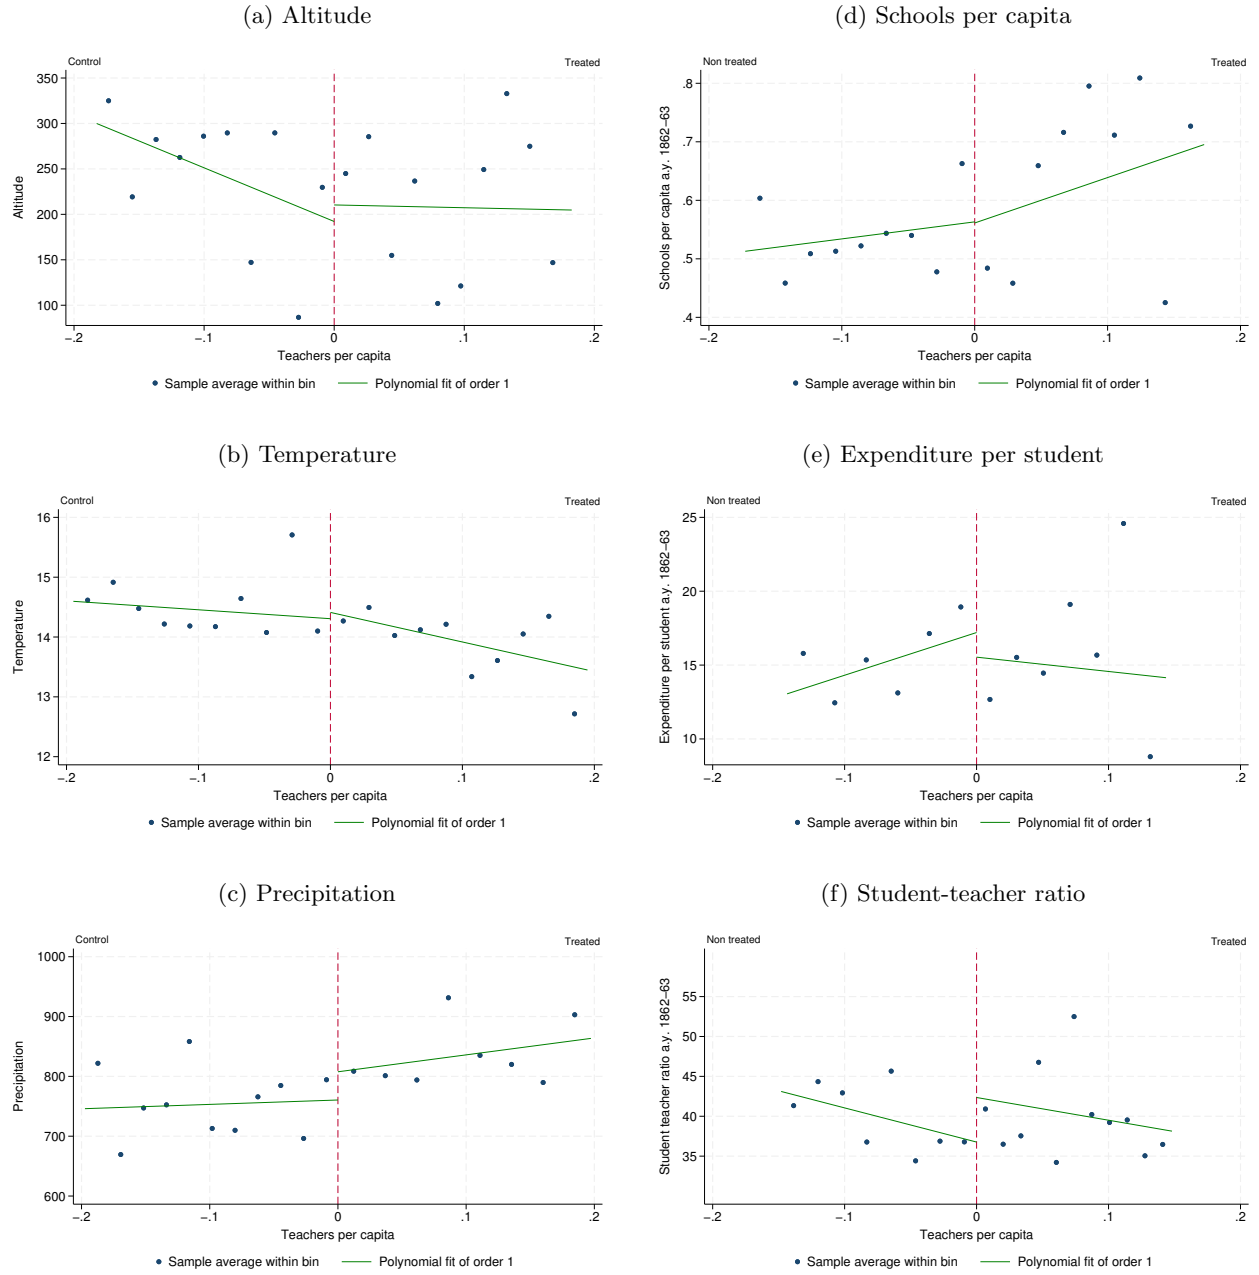 (a) Altitude
Control
Treated
350
300
250
200
150
100
Altitude
−.2
−.1
0
.1
.2
Teachers per capita
Sample average within bin
Polynomial fit of order 1
(d) Schools per capita
Non treated
Treated
.8
.7
.6
.5
.4
Schools per capita a.y. 1862−63
−.2
−.1
0
.1
.2
Teachers per capita
Sample average within bin
Polynomial fit of order 1
(b) Temperature
Control
Treated
16
15
14
13
12
Temperature
−.2
−.1
0
.1
.2
Teachers per capita
Sample average within bin
Polynomial fit of order 1
(e) Expenditure per student
Non treated
Treated
25
20
15
10
Expenditure per student a.y. 1862−63
−.2
−.1
0
.1
.2
Teachers per capita
Sample average within bin
Polynomial fit of order 1
(c) Precipitation
Control
Treated
1000
900
800
700
600
Precipitation
−.2
−.1
0
.1
.2
Teachers per capita
Sample average within bin
Polynomial fit of order 1
(f) Student-teacher ratio
Non treated
Treated
55
50
45
40
35
Student teacher ratio a.y. 1862−63
−.2
−.1
0
.1
.2
Teachers per capita
Sample average within bin
Polynomial fit of order 1